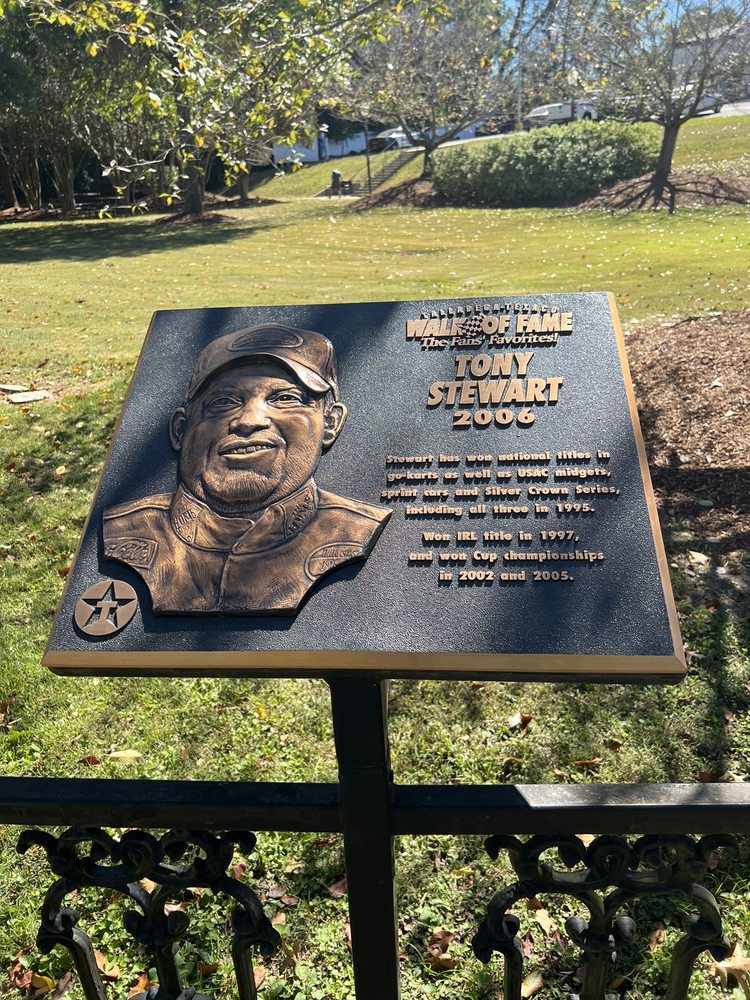 TALLADEGA-TEXACO
WALK OF FAME
The Fans' Favorites!
TONY
STEWART
2006
Stewart has won national titles in
go-karts as well as USAC midgets,
sprint cars and Silver Crown Series,
including all three in 1995.
Won IRL title in 1997,
and won Cup championships
in 2002 and 2005.
T